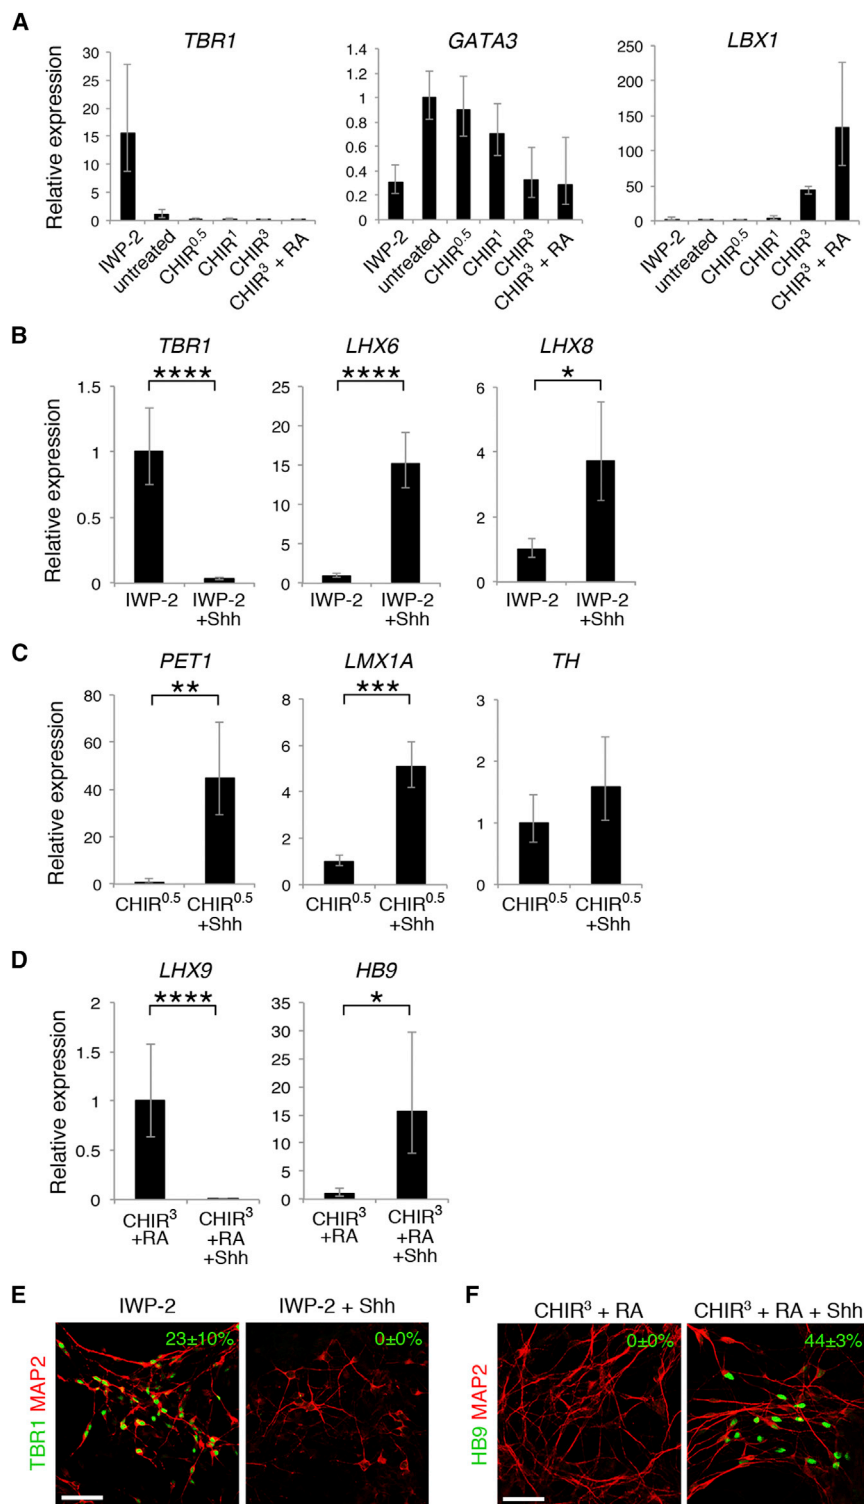 A
TBR1
GATA3
LBX1
Relative expression
30
25
20
15
10
5
0
1.4
1.2
1
0.8
0.6
0.4
0.2
0
250
200
150
100
50
0
IWP-2
untreated
CHIR0.5
CHIR1
CHIR3
CHIR3 + RA
IWP-2
untreated
CHIR0.5
CHIR1
CHIR3
CHIR3 + RA
IWP-2
untreated
CHIR0.5
CHIR1
CHIR3
CHIR3 + RA
B
TBR1
LHX6
LHX8
****
****
*
Relative expression
1.5
1
0.5
0
25
20
15
10
5
0
6
4
2
0
IWP-2
IWP-2
+Shh
IWP-2
IWP-2
+Shh
IWP-2
IWP-2
+Shh
C
PET1
LMX1A
TH
**
***
Relative expression
80
60
40
20
0
8
6
4
2
0
3
2
1
0
CHIR0.5
CHIR0.5
+Shh
CHIR0.5
CHIR0.5
+Shh
CHIR0.5
CHIR0.5
+Shh
D
LHX9
HB9
****
*
Relative expression
2
1.5
1
0.5
0
35
30
25
20
15
10
5
0
CHIR3
+RA
CHIR3
+RA
+Shh
CHIR3
+RA
CHIR3
+RA
+Shh
E
IWP-2
IWP-2 + Shh
TBR1 MAP2
23±10%
0±0%
F
CHIR3 + RA
CHIR3 + RA + Shh
HB9 MAP2
0±0%
44±3%